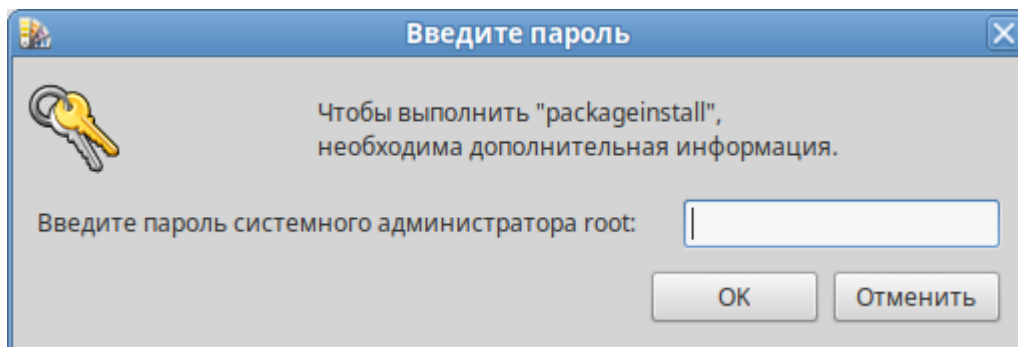 Введите пароль
Чтобы выполнить "packageinstall",
необходима дополнительная информация.
Введите пароль системного администратора root:
OK
Отменить